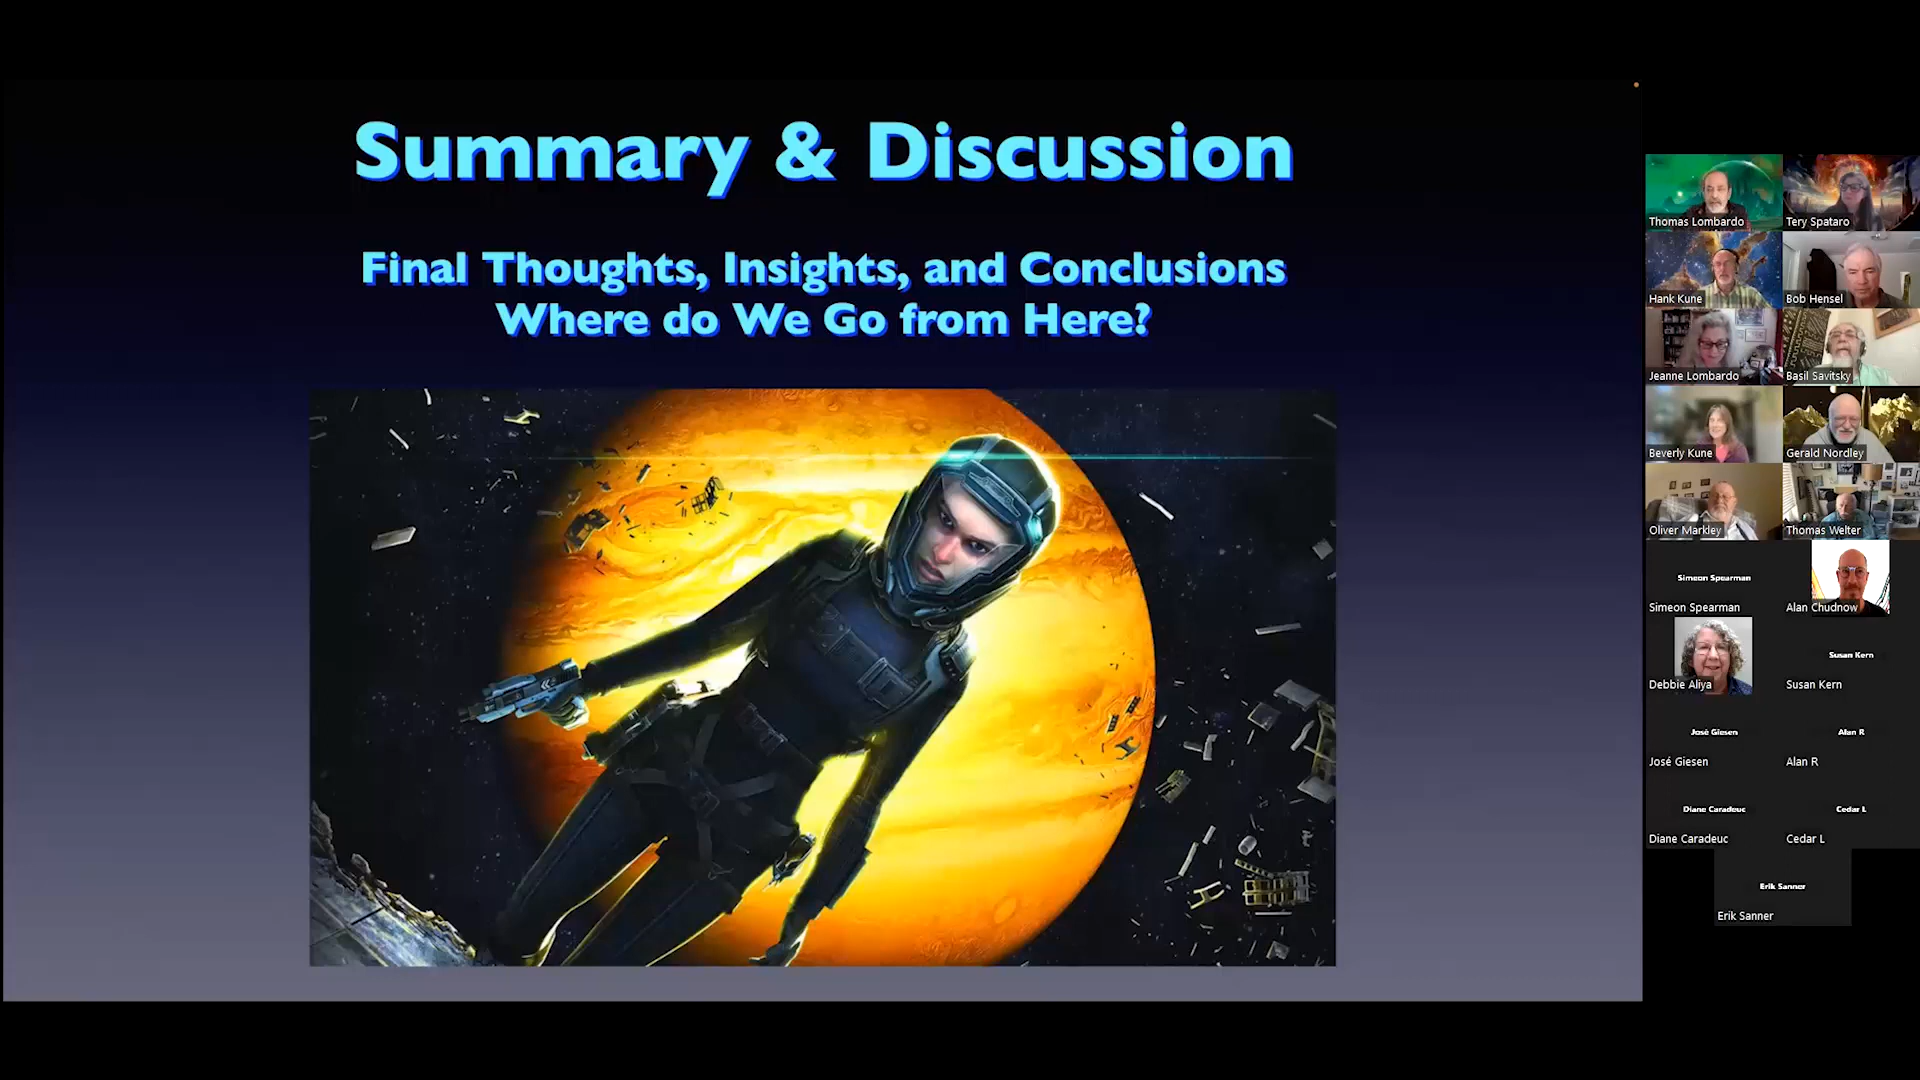 Summary & Discussion
Final Thoughts, Insights, and Conclusions
Where do We Go from Here?
Thomas Lombardo
Tery Spataro
Hank Kune
Bob Hensel
Jeanne Lombardo
Basil Savitsky
Beverly Kune
Gerald Nordley
Oliver Markley
Thomas Welter
Simeon Spearman
Simeon Spearman
Alan Chudnow
Debbie Aliya
Susan Kern
Susan Kern
José Giesen
José Giesen
Alan R
Alan R
Diane Caradeuc
Diane Caradeuc
Cedar L
Cedar L
Erik Sanner
Erik Sanner